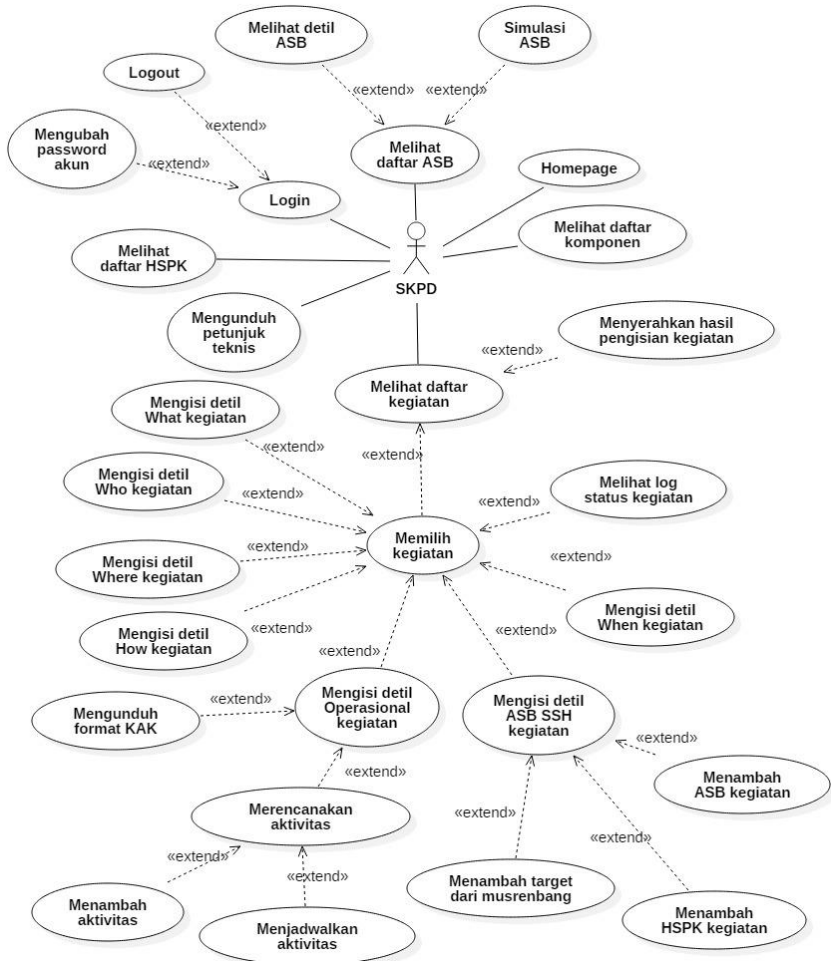 Melihat detil
ASB
Simulasi
ASB
Logout
«extend»
«extend»
«extend»
Mengubah
password
akun
«extend»
Melihat
daftar ASB
Homepage
Login
Melihat daftar
komponen
Melihat
daftar HSPK
SKPD
Mengunduh
petunjuk
teknis
Menyerahkan hasil
pengisian kegiatan
«extend»
Melihat daftar
kegiatan
Mengisi detil
What kegiatan
«extend»
«extend»
Mengisi detil
Who kegiatan
«extend»
Melihat log
status kegiatan
«extend»
Memilih
kegiatan
«extend»
Mengisi detil
Where kegiatan
«extend»
Mengisi detil
When kegiatan
Mengisi detil
How kegiatan
«extend»
«extend»
«extend»
Mengisi detil
Operasional
kegiatan
Mengisi detil
ASB SSH
kegiatan
Mengunduh
format KAK
«extend»
«extend»
Menambah
ASB kegiatan
«extend»
Merencanakan
aktivitas
«extend»
«extend»
«extend»
«extend»
Menambah
aktivitas
Menjadwalkan
aktivitas
Menambah target
dari musrenbang
Menambah
HSPK kegiatan